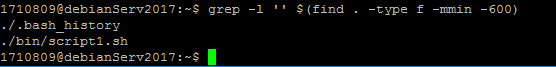 1710809@debianServ2017:~$ grep -l '' $(find . -type f -mmin -600)
./.bash_history
./bin/script1.sh
1710809@debianServ2017:~$